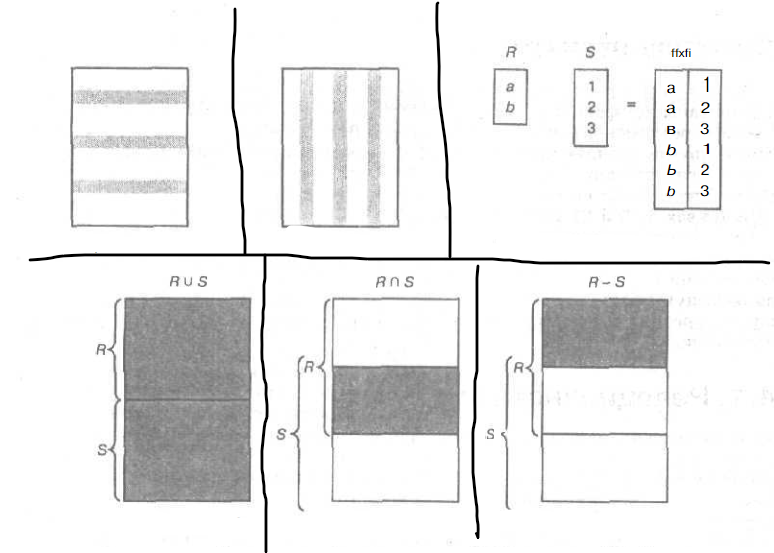 R S ffxfi
a 1 a 1
b 2 = a 2
3 в 3
b 1
ь 2
b 3
R ∪ S R ∩ S R – S
R R R
S S S